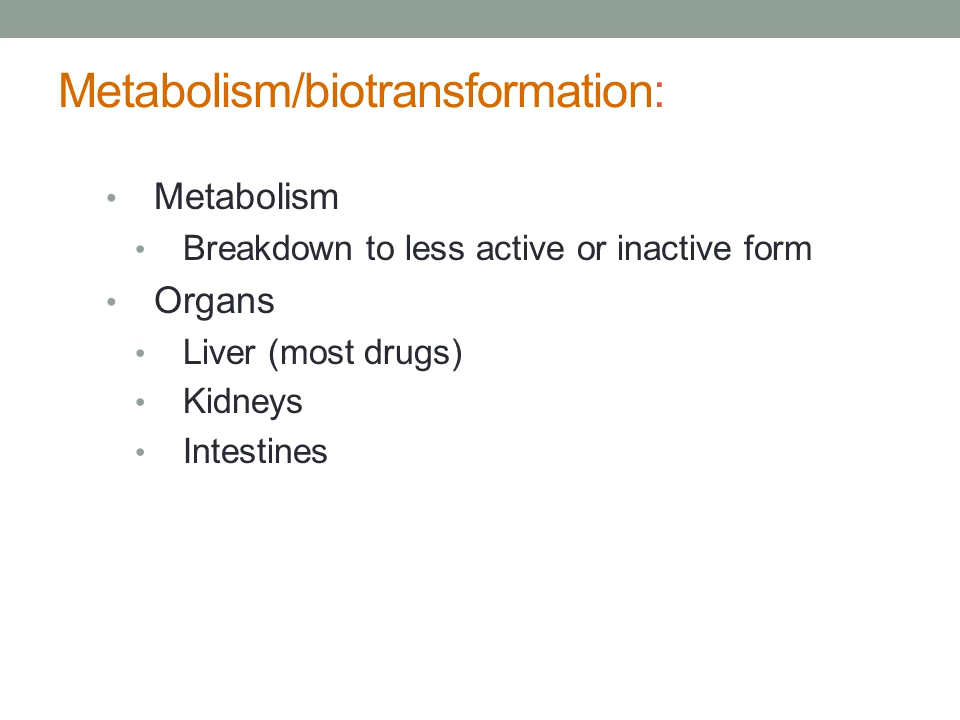 Metabolism/biotransformation:
• Metabolism
• Breakdown to less active or inactive form
• Organs
• Liver (most drugs)
• Kidneys
• Intestines